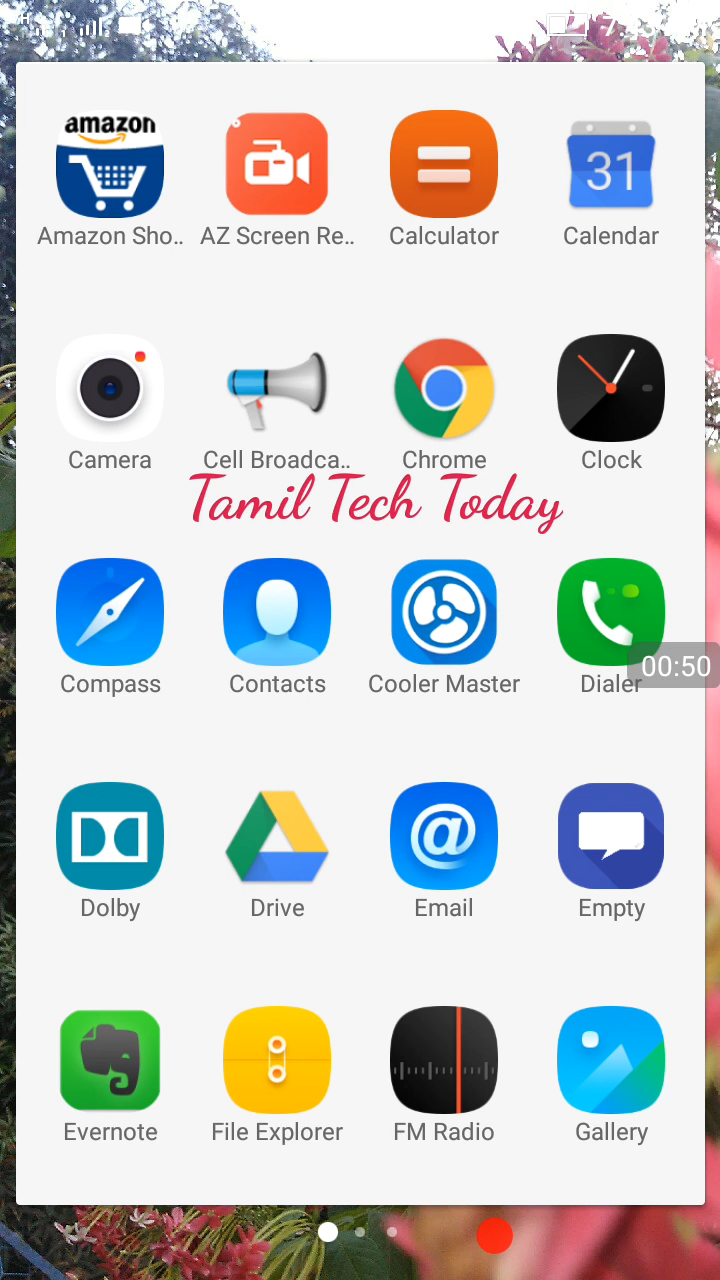 amazon
31
Amazon Sho..
AZ Screen Re..
Calculator
Calendar
Camera
Cell Broadca..
Chrome
Clock
Tamil Tech Today
Compass
Contacts
Cooler Master
Dialer
00:50
@
Dolby
Drive
Email
Empty
Evernote
File Explorer
FM Radio
Gallery